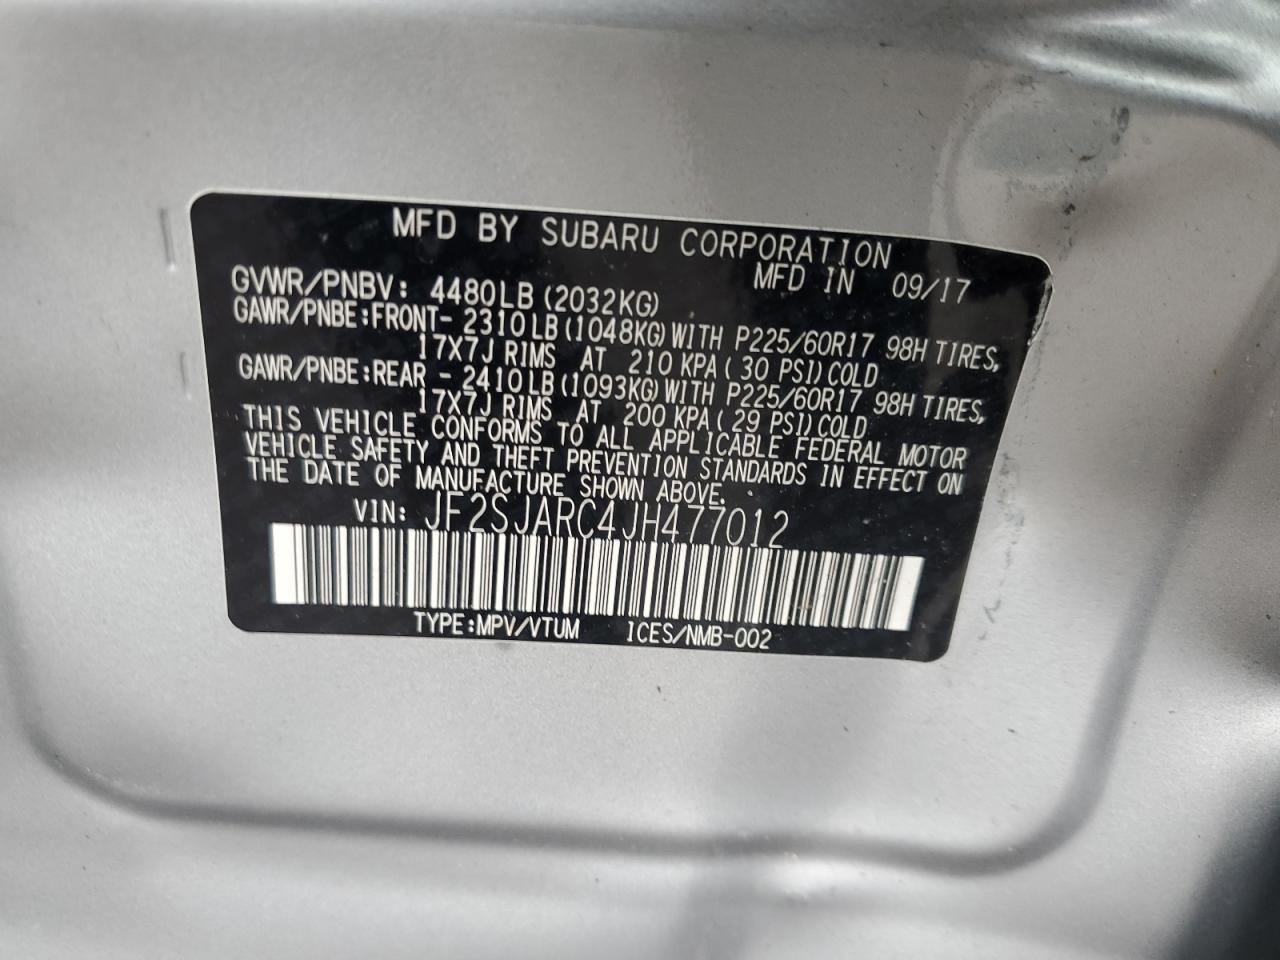 MFD BY SUBARU CORPORATION
MFD IN 09/17
GVWR/PNBV: 4480LB (2032KG)
GAWR/PNBE:FRONT- 2310LB (1048KG) WITH P225/60R17 98H TIRES,
17X7J RIMS AT 210 KPA ( 30 PSI) COLD
GAWR/PNBE:REAR - 2410LB (1093KG) WITH P225/60R17 98H TIRES,
17X7J RIMS AT 200 KPA ( 29 PSI) COLD
THIS VEHICLE CONFORMS TO ALL APPLICABLE FEDERAL MOTOR
VEHICLE SAFETY AND THEFT PREVENTION STANDARDS IN EFFECT ON
THE DATE OF MANUFACTURE SHOWN ABOVE.
VIN: JF2SJARC4JH477012
TYPE:MPV/VTUM ICES/NMB-002